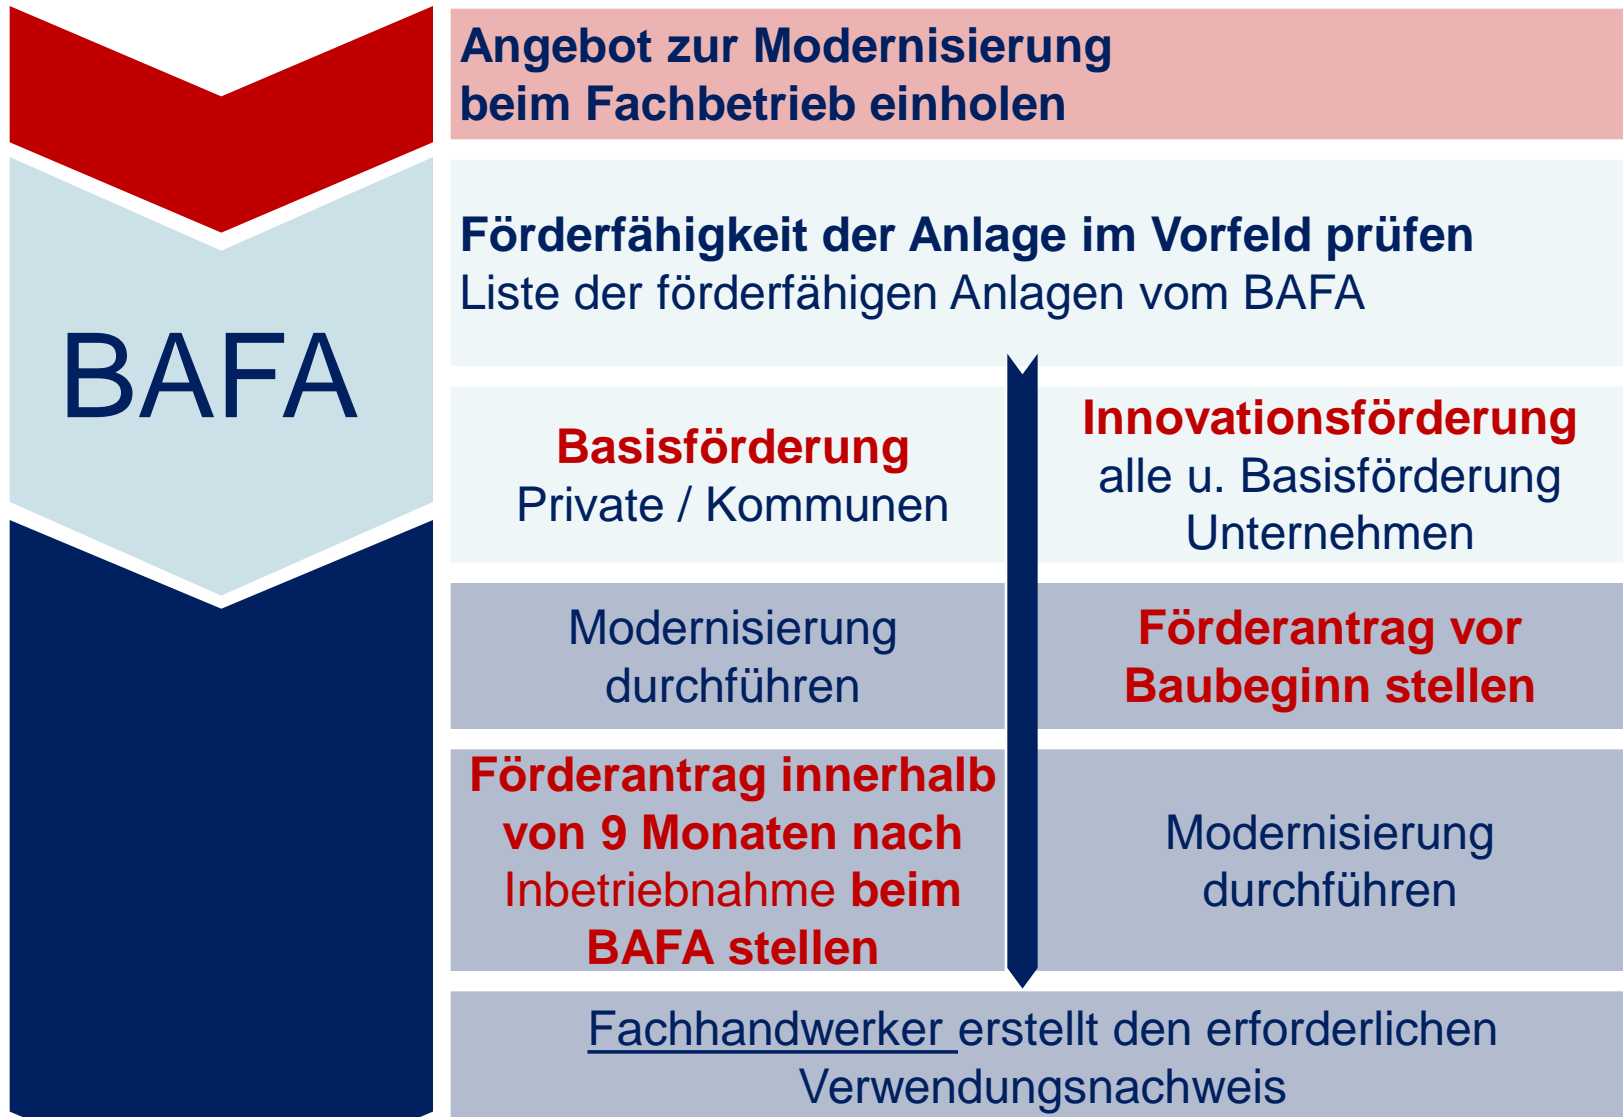 Angebot zur Modernisierung
beim Fachbetrieb einholen
Förderfähigkeit der Anlage im Vorfeld prüfen
Liste der förderfähigen Anlagen vom BAFA
BAFA
Basisförderung
Private / Kommunen
Innovationsförderung
alle u. Basisförderung
Unternehmen
Modernisierung
durchführen
Förderantrag vor
Baubeginn stellen
Förderantrag innerhalb
von 9 Monaten nach
Inbetriebnahme beim
BAFA stellen
Modernisierung
durchführen
Fachhandwerker erstellt den erforderlichen
Verwendungsnachweis